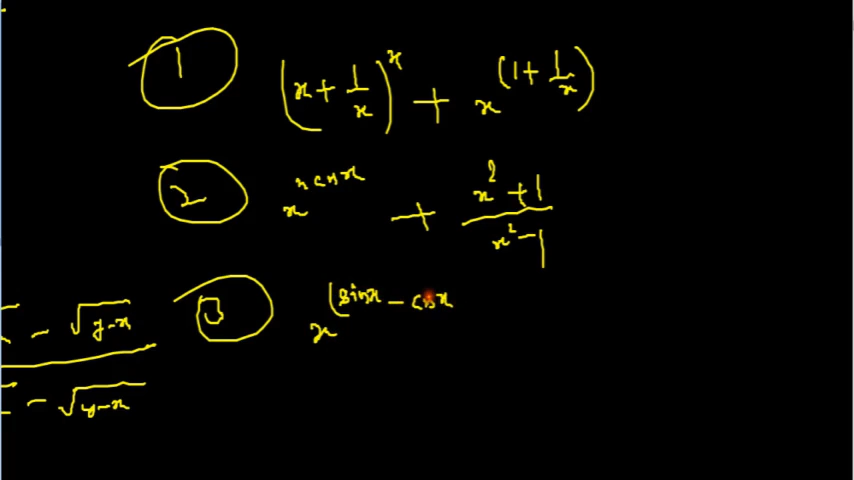 1 (x + 1/x)^x + x^(1 + 1/x)
2 x^(x cos x) + (x^2 + 1)/(x^2 - 1)
3 x^(sin x - cos x
- √(y-x)
- √(y-x)